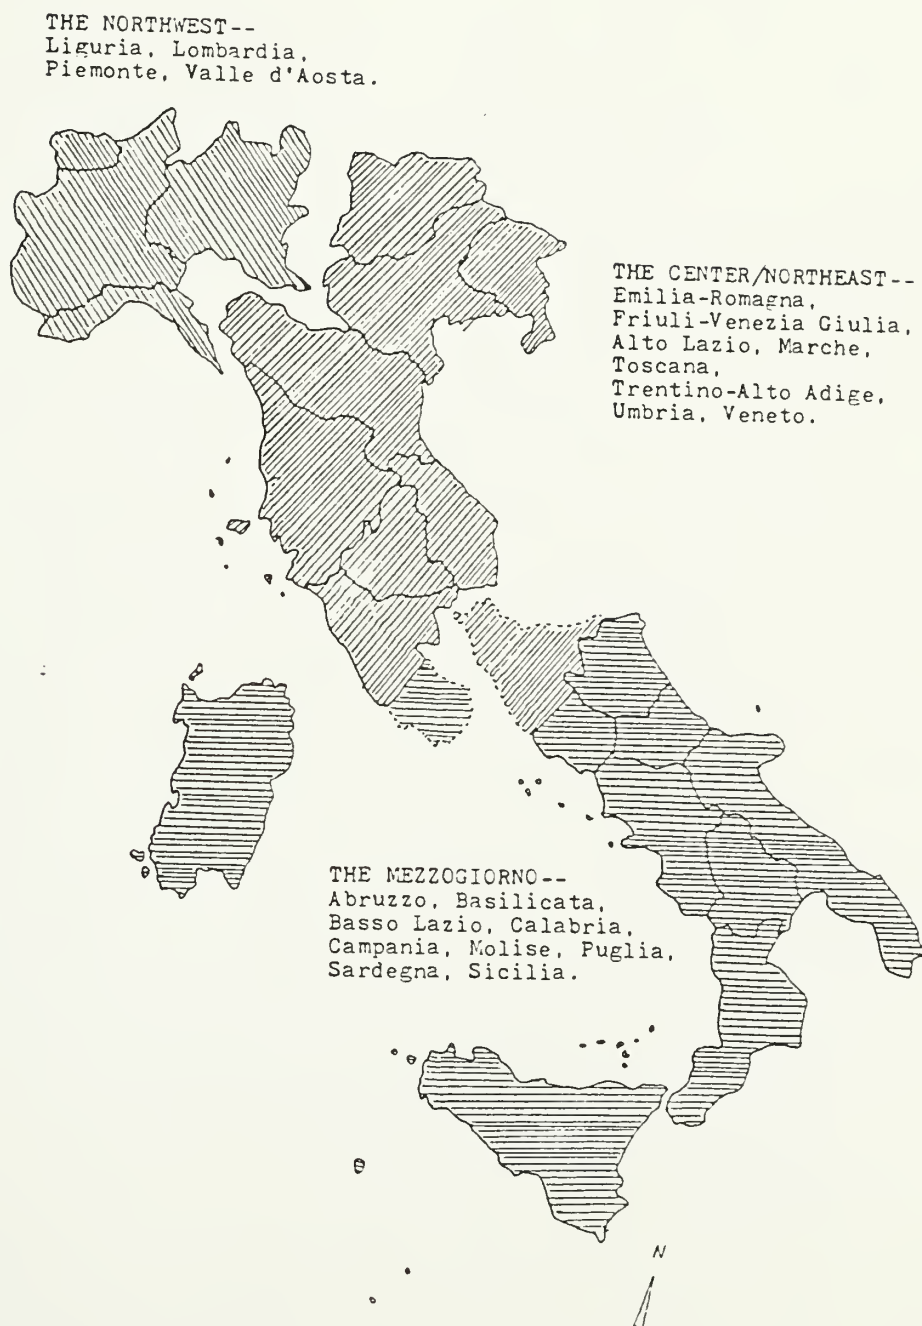 THE NORTHWEST--
Liguria, Lombardia,
Piemonte, Valle d'Aosta.
THE CENTER/NORTHEAST--
Emilia-Romagna,
Friuli-Venezia Giulia,
Alto Lazio, Marche,
Toscana,
Trentino-Alto Adige,
Umbria, Veneto.
THE MEZZOGIORNO--
Abruzzo, Basilicata,
Basso Lazio, Calabria,
Campania, Molise, Puglia,
Sardegna, Sicilia.
N